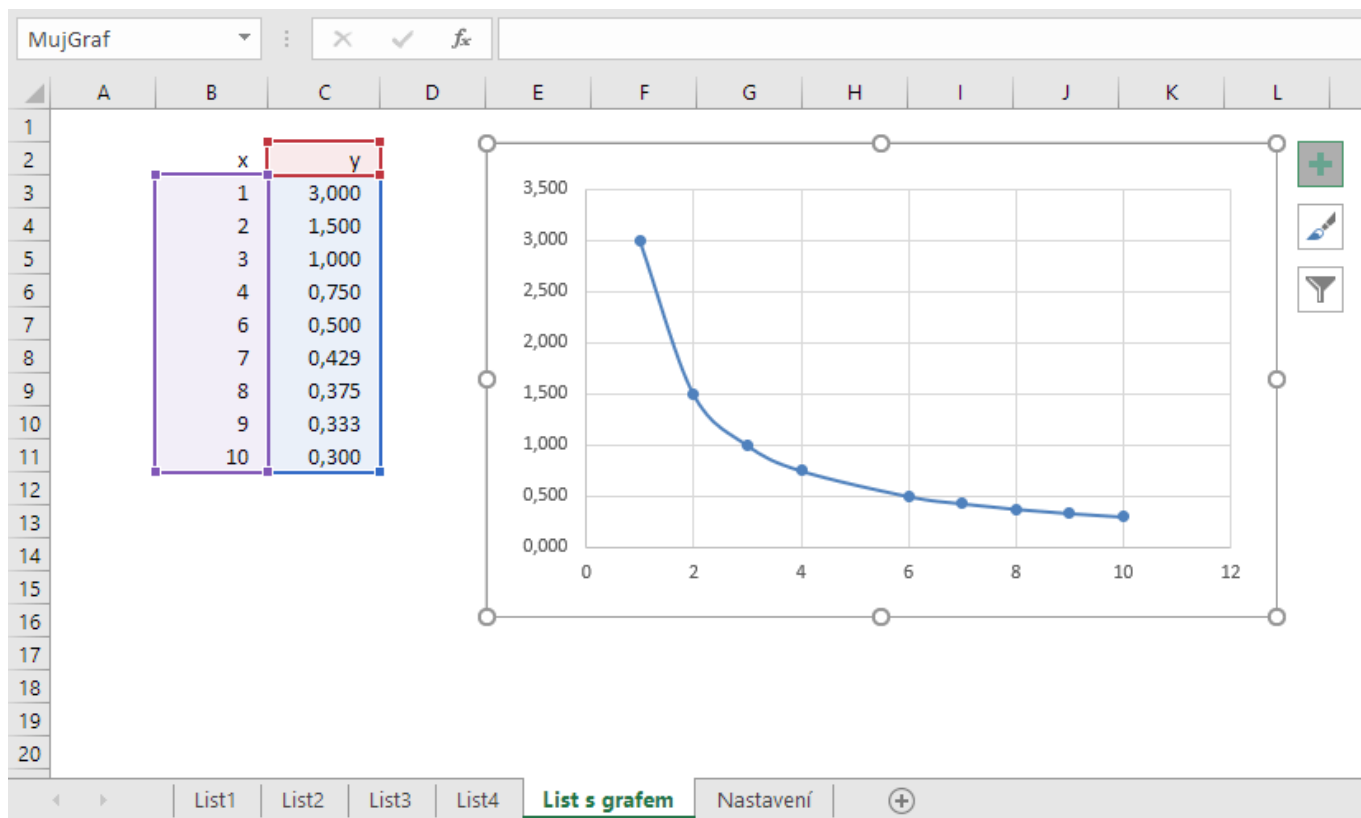 MujGraf fx
A B C D E F G H I J K L
1
2 x y
3 1 3,000
4 2 1,500
5 3 1,000
6 4 0,750
7 6 0,500
8 7 0,429
9 8 0,375
10 9 0,333
11 10 0,300
12
13
14
15
16
17
18
19
20
3,500
3,000
2,500
2,000
1,500
1,000
0,500
0,000
0 2 4 6 8 10 12
List1 List2 List3 List4 List s grafem Nastavení